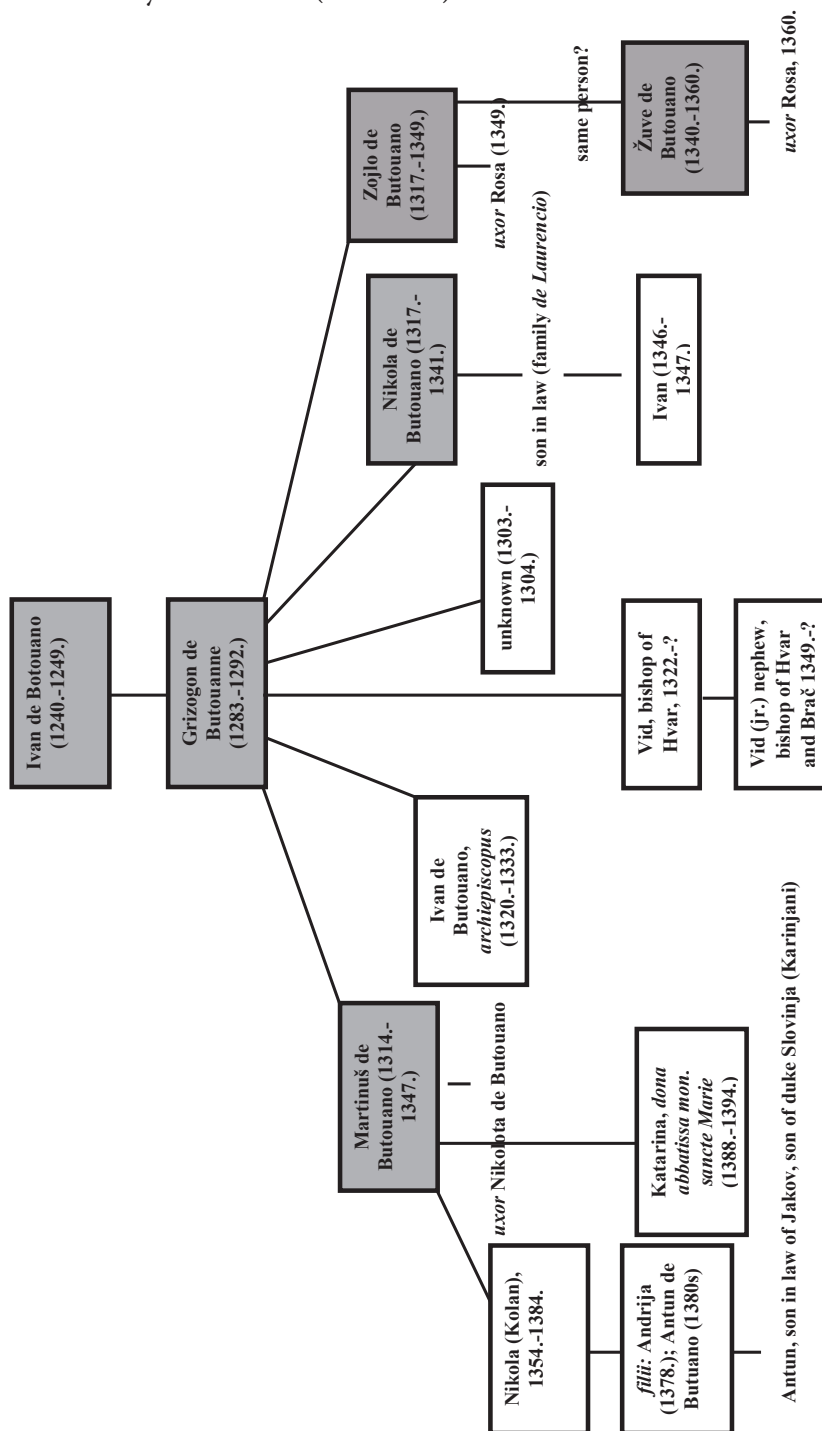 Ivan de Botouano
(1240.-1249.)
Grizogon de
Butouanne
(1283.-1292.)
Martinuš de
Butouano (1314.-
1347.)
uxor Nikolota de Butouano
Nikola (Kolan),
1354.-1384.
filii: Andrija
(1378.); Antun de
Butuano (1380s)
Antun, son in law of Jakov, son of duke Slovinja (Karinjani)
Katarina, dona
abbatissa mon.
sancte Marie
(1388.-1394.)
Ivan de
Butouano,
archiepiscopus
(1320.-1333.)
Vid, bishop of
Hvar, 1322.-?
Vid (jr.) nephew,
bishop of Hvar
and Brač 1349.-?
unknown (1303.-
1304.)
Nikola de
Butouano (1317.-
1341.)
son in law (family de Laurencio)
Ivan (1346.-
1347.)
Zojlo de
Butouano
(1317.-1349.)
uxor Rosa (1349.)
same person?
Žuve de
Butouano
(1340.-1360.)
uxor Rosa, 1360.